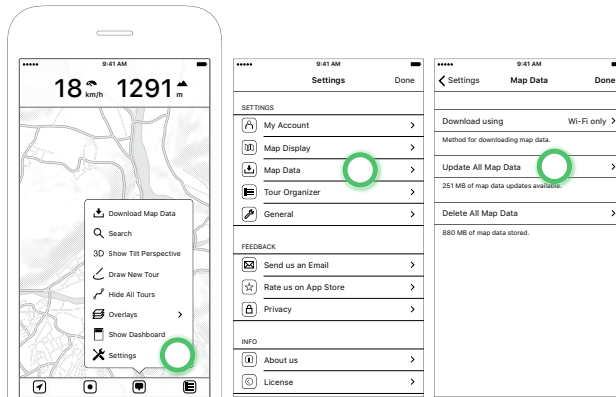 9:41 AM
18 km/h 1291 m
Download Map Data
Search
3D Show Tilt Perspective
Draw New Tour
Hide All Tours
Overlays
Show Dashboard
Settings
9:41 AM
Settings Done
SETTINGS
My Account
Map Display
Map Data
Tour Organizer
General
FEEDBACK
Send us an Email
Rate us on App Store
Privacy
INFO
About us
License
9:41 AM
Settings Map Data Done
Download using Wi-Fi only
Method for downloading map data.
Update All Map Data
251 MB of map data updates available.
Delete All Map Data
880 MB of map data stored.